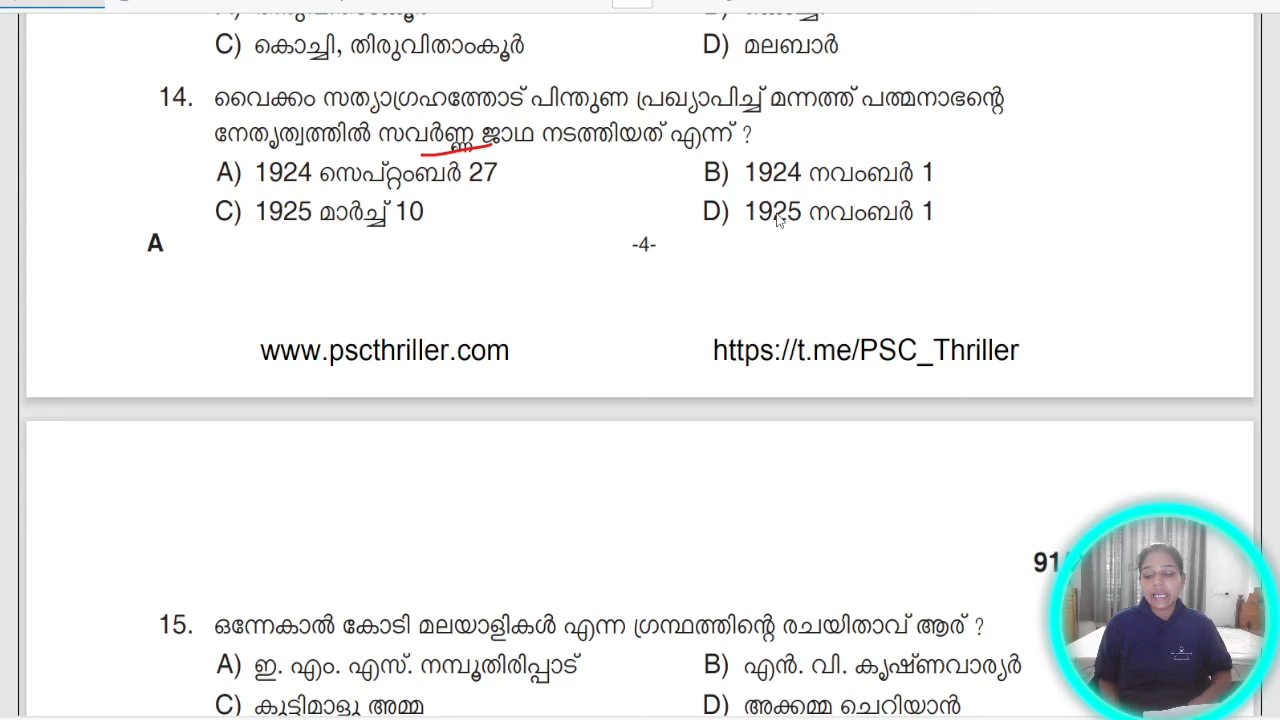 C) കൊച്ചി, തിരുവിതാംകൂർ
D) മലബാർ
14. വൈക്കം സത്യാഗ്രഹത്തോട് പിന്തുണ പ്രഖ്യാപിച്ച് മന്നത്ത് പത്മനാഭന്റെ
നേതൃത്വത്തിൽ സവർണ്ണ ജാഥ നടത്തിയത് എന്ന് ?
A) 1924 സെപ്റ്റംബർ 27
B) 1924 നവംബർ 1
C) 1925 മാർച്ച് 10
D) 1925 നവംബർ 1
A
-4-
www.pscthriller.com
https://t.me/PSC_Thriller
91
15. ഒന്നേകാൽ കോടി മലയാളികൾ എന്ന ഗ്രന്ഥത്തിന്റെ രചയിതാവ് ആര് ?
A) ഇ. എം. എസ്. നമ്പൂതിരിപ്പാട്
B) എൻ. വി. കൃഷ്ണവാര്യർ
C) കുട്ടിമാളു അമ്മ
D) അക്കമ്മ ചെറിയാൻ